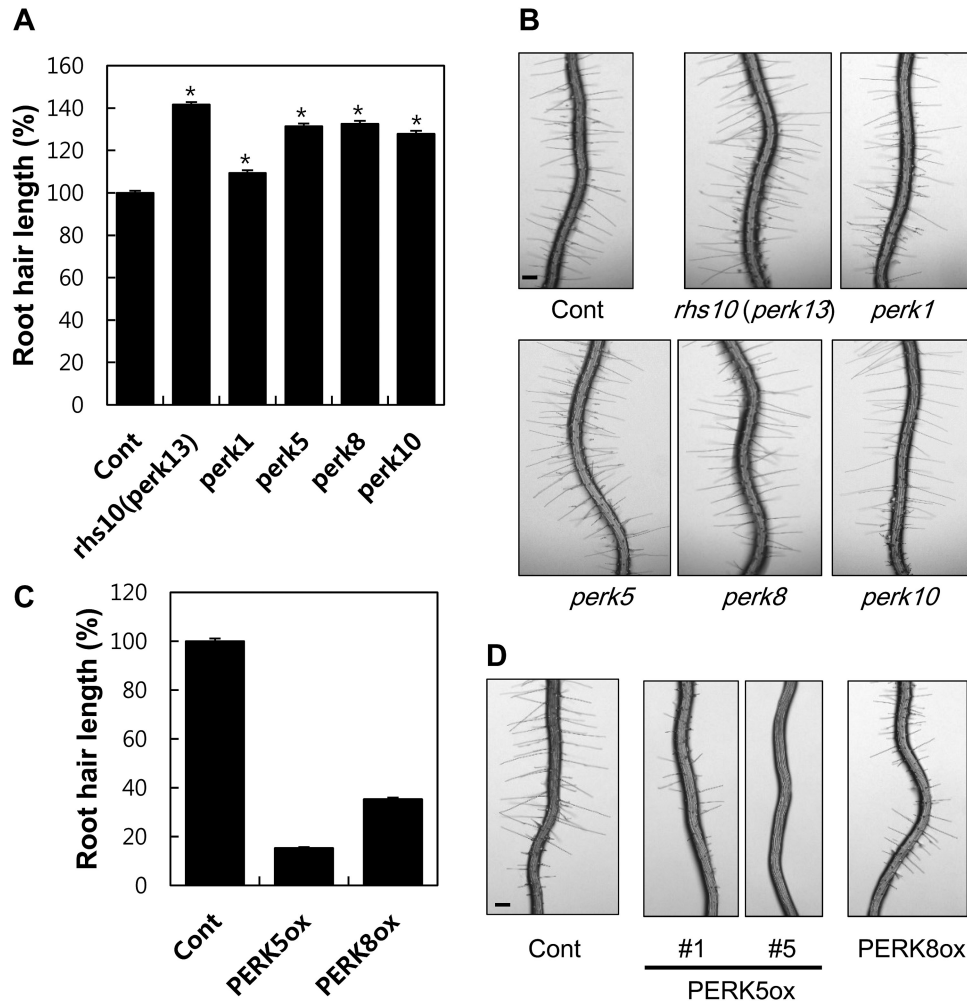 A
Root hair length (%)
160
140
120
100
80
60
40
20
0
*
*
*
*
*
Cont
rhs10(perk13)
perk1
perk5
perk8
perk10
B
Cont
rhs10 (perk13)
perk1
perk5
perk8
perk10
C
Root hair length (%)
120
100
80
60
40
20
0
Cont
PERK5ox
PERK8ox
D
Cont
#1
#5
PERK8ox
PERK5ox